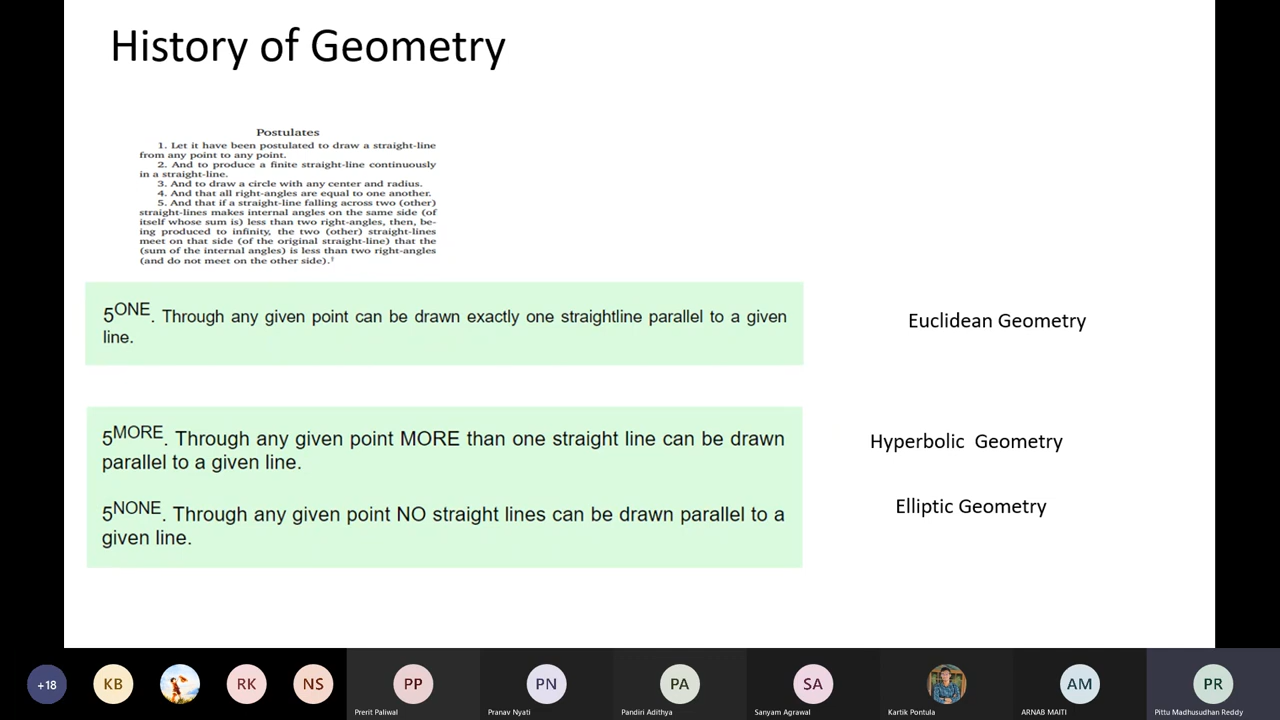 History of Geometry
Postulates
1. Let it have been postulated to draw a straight-line
from any point to any point.
2. And to produce a finite straight-line continuously
in a straight-line.
3. And to draw a circle with any center and radius.
4. And that all right-angles are equal to one another.
5. And that if a straight-line falling across two (other)
straight-lines makes internal angles on the same side (of
itself whose sum is) less than two right-angles, then, be-
ing produced to infinity, the two (other) straight-lines
meet on that side (of the original straight-line) that the
(sum of the internal angles) is less than two right-angles
(and do not meet on the other side).‡
5ONE. Through any given point can be drawn exactly one straightline parallel to a given
line.
Euclidean Geometry
5MORE. Through any given point MORE than one straight line can be drawn
parallel to a given line.
Hyperbolic Geometry
5NONE. Through any given point NO straight lines can be drawn parallel to a
given line.
Elliptic Geometry
+18
KB
RK
NS
PP
Prerit Paliwal
PN
Pranav Nyati
PA
Pandiri Adithya
SA
Sanyam Agrawal
Kartik Pontula
AM
ARNAB MAITI
PR
Pittu Madhusudhan Reddy